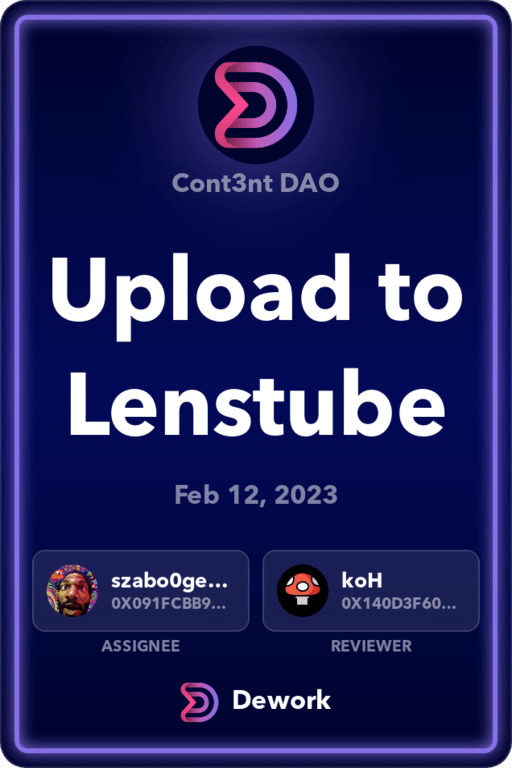 Cont3nt DAO
Upload to
Lenstube
Feb 12, 2023
szabo0ge...
0X091FCBB9...
ASSIGNEE
koH
0X140D3F60...
REVIEWER
Dework